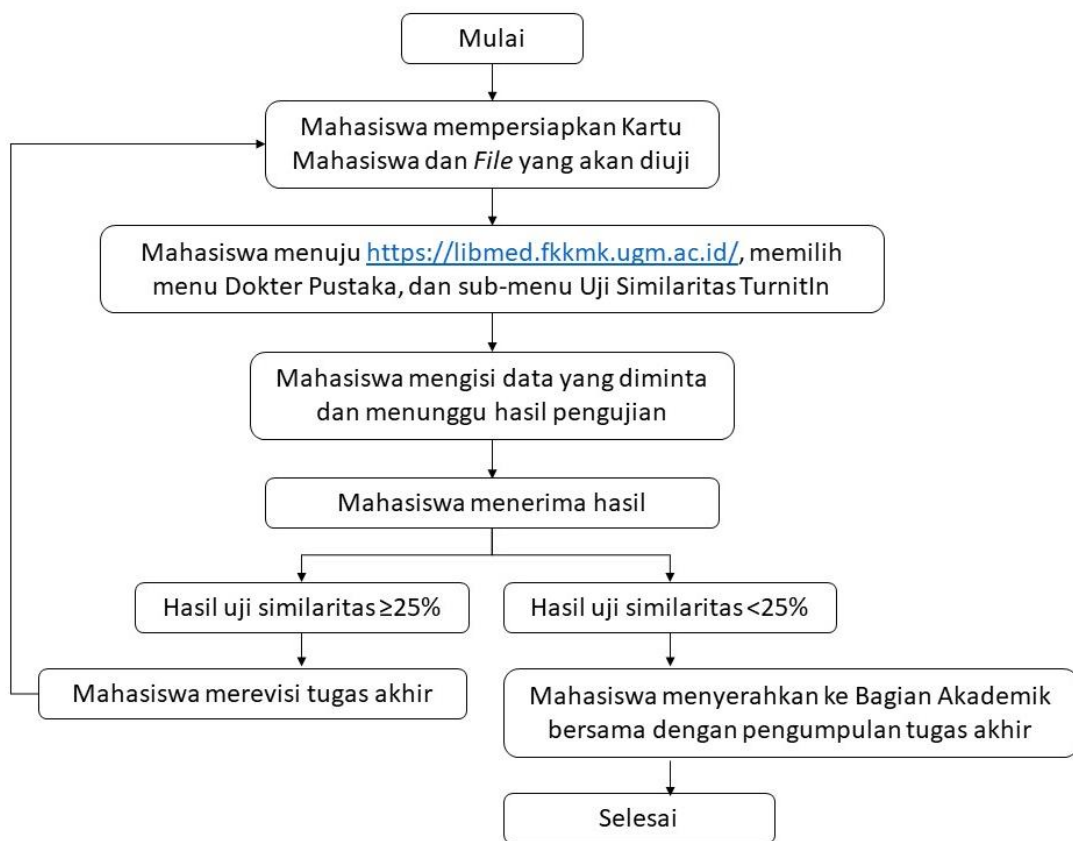 Mulai
Mahasiswa mempersiapkan Kartu
Mahasiswa dan File yang akan diuji
Mahasiswa menuju https://libmed.fkkmk.ugm.ac.id/, memilih
menu Dokter Pustaka, dan sub-menu Uji Similaritas TurnitIn
Mahasiswa mengisi data yang diminta
dan menunggu hasil pengujian
Mahasiswa menerima hasil
Hasil uji similaritas ≥25%
Hasil uji similaritas <25%
Mahasiswa merevisi tugas akhir
Mahasiswa menyerahkan ke Bagian Akademik
bersama dengan pengumpulan tugas akhir
Selesai